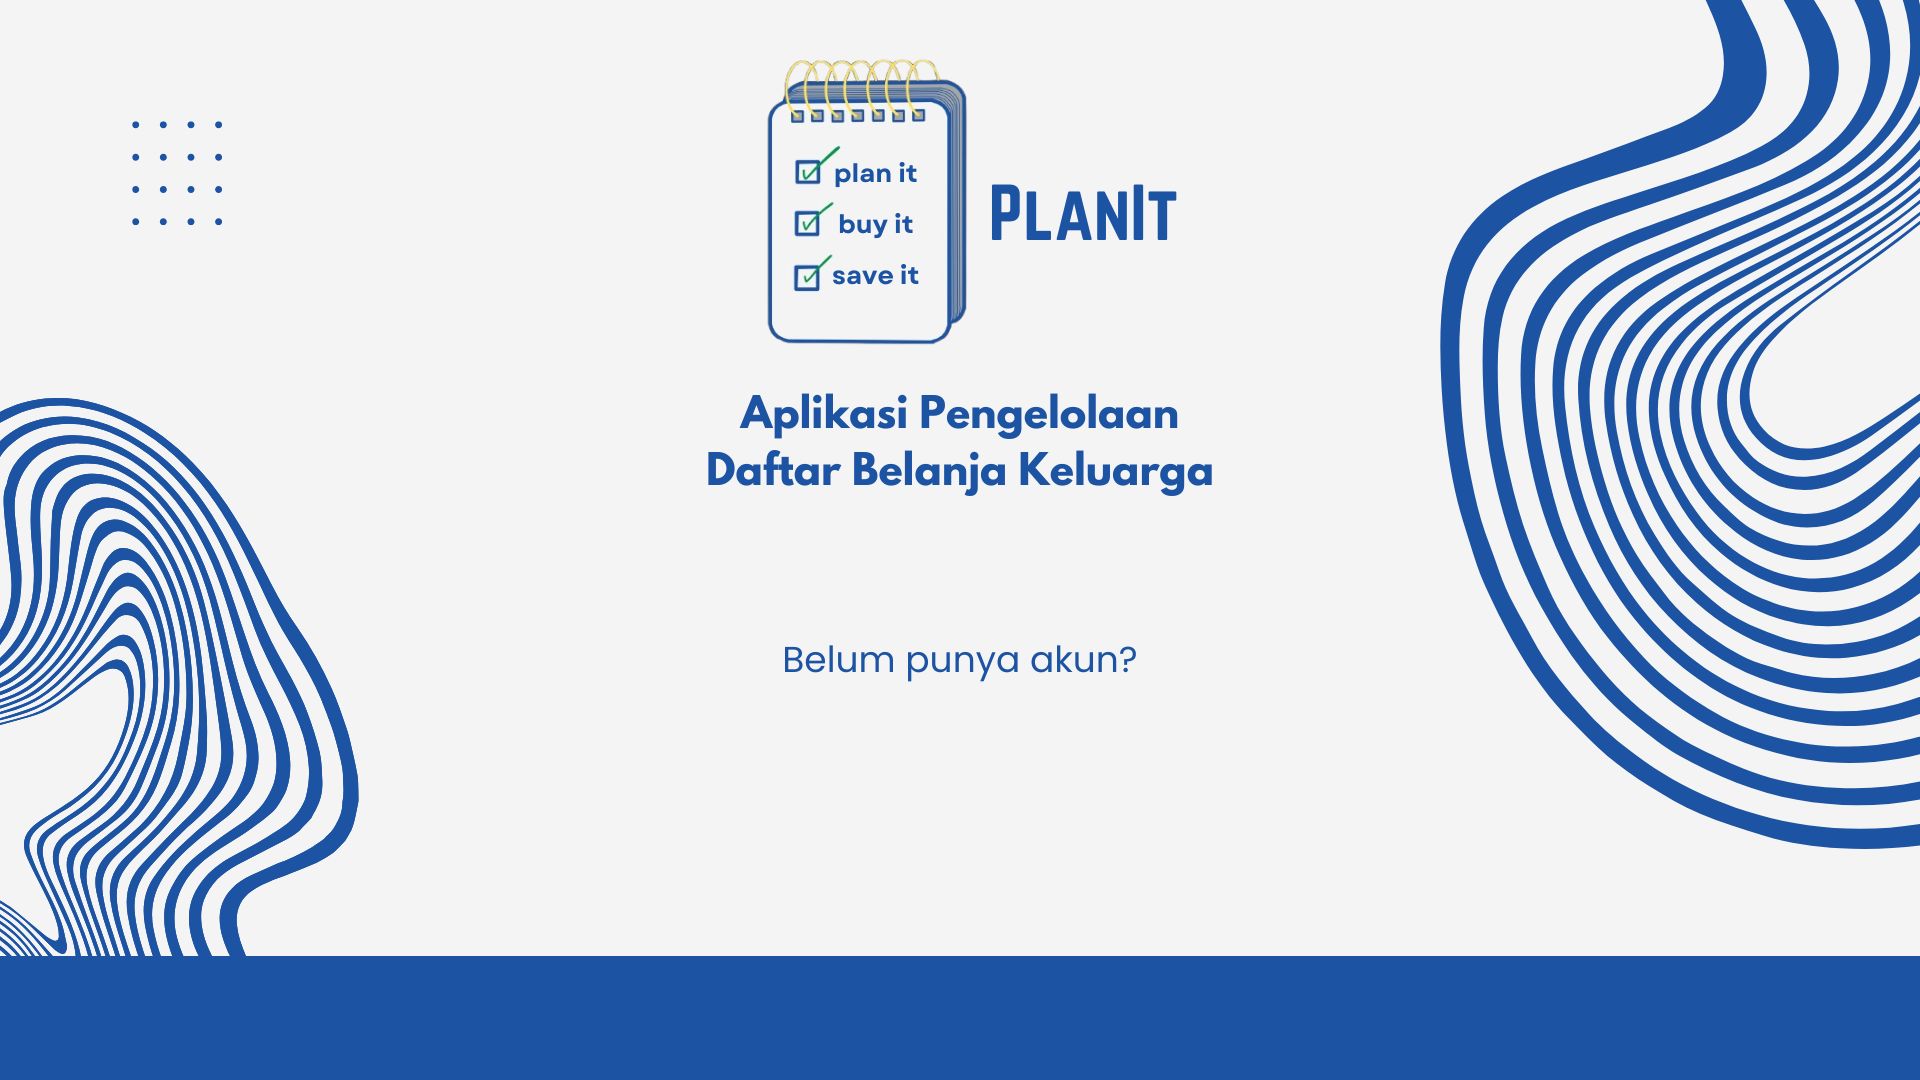 plan it
buy it
save it
PLANIT
Aplikasi Pengelolaan
Daftar Belanja Keluarga
Belum punya akun?